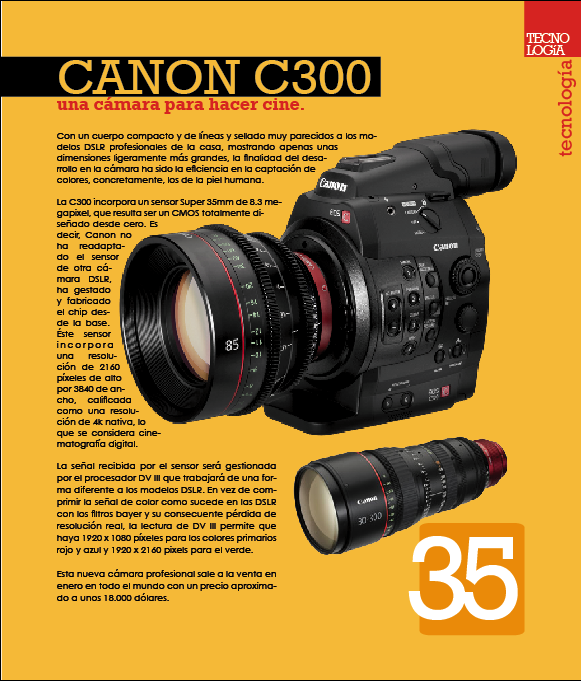 TECNO
LOGÍA
tecnología
CANON C300
una cámara para hacer cine.
Con un cuerpo compacto y de líneas y sellado muy parecidos a los mo-
delos DSLR profesionales de la casa, mostrando apenas unas
dimensiones ligeramente más grandes, la finalidad del desa-
rrollo en la cámara ha sido la eficiencia en la captación de
colores, concretamente, los de la piel humana.
La C300 incorpora un sensor Super 35mm de 8.3 me-
gapixel, que resulta ser un CMOS totalmente di-
señado desde cero. Es
decir, Canon no
ha readapta-
do el sensor
de otra cá-
mara DSLR,
ha gestado
y fabricado
el chip des-
de la base.
Éste sensor
incorpora
una resolu-
ción de 2160
píxeles de alto
por 3840 de an-
cho, calificada
como una resolu-
ción de 4k nativa, lo
que se considera cine-
matografía digital.
La señal recibida por el sensor será gestionada
por el procesador DV III que trabajará de una for-
ma diferente a los modelos DSLR. En vez de com-
primir la señal de color como sucede en las DSLR
con los filtros bayer y su consecuente pérdida de
resolución real, la lectura de DV III permite que
haya 1920 x 1080 píxeles para los colores primarios
rojo y azul y 1920 x 2160 pixels para el verde.
Esta nueva cámara profesional sale a la venta en
enero en todo el mundo con un precio aproxima-
do a unos 18.000 dólares.
Canon
EOS
Canon
85
EOS
C300
Canon
30-300
35